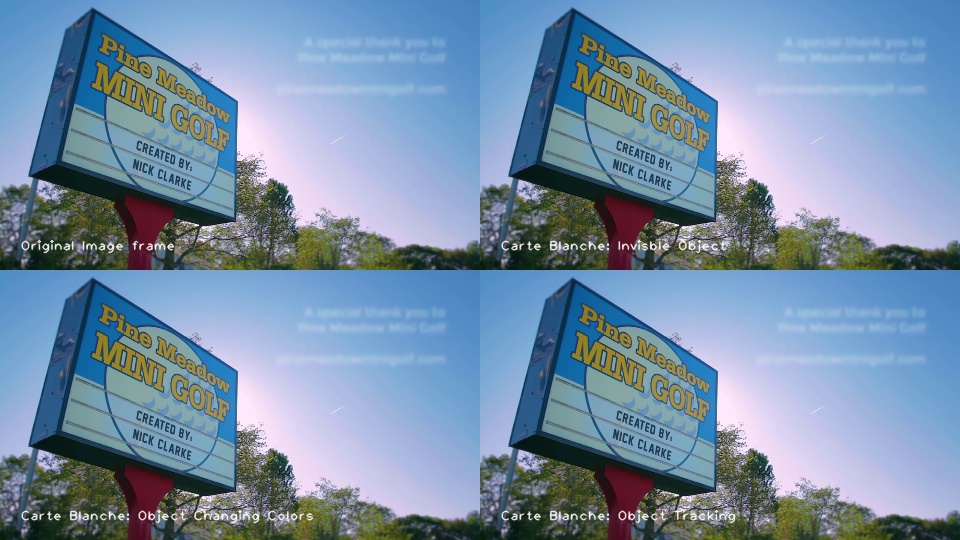 Pine Meadow
MINI GOLF
CREATED BY:
NICK CLARKE
A special thank you to
Pine Meadow Mini Golf
pinemeadowminigolf.com
Original Image frame
Pine Meadow
MINI GOLF
CREATED BY:
NICK CLARKE
A special thank you to
Pine Meadow Mini Golf
pinemeadowminigolf.com
Carte Blanche: Invisble Object
Pine Meadow
MINI GOLF
CREATED BY:
NICK CLARKE
A special thank you to
Pine Meadow Mini Golf
pinemeadowminigolf.com
Carte Blanche: Object Changing Colors
Pine Meadow
MINI GOLF
CREATED BY:
NICK CLARKE
A special thank you to
Pine Meadow Mini Golf
pinemeadowminigolf.com
Carte Blanche: Object Tracking